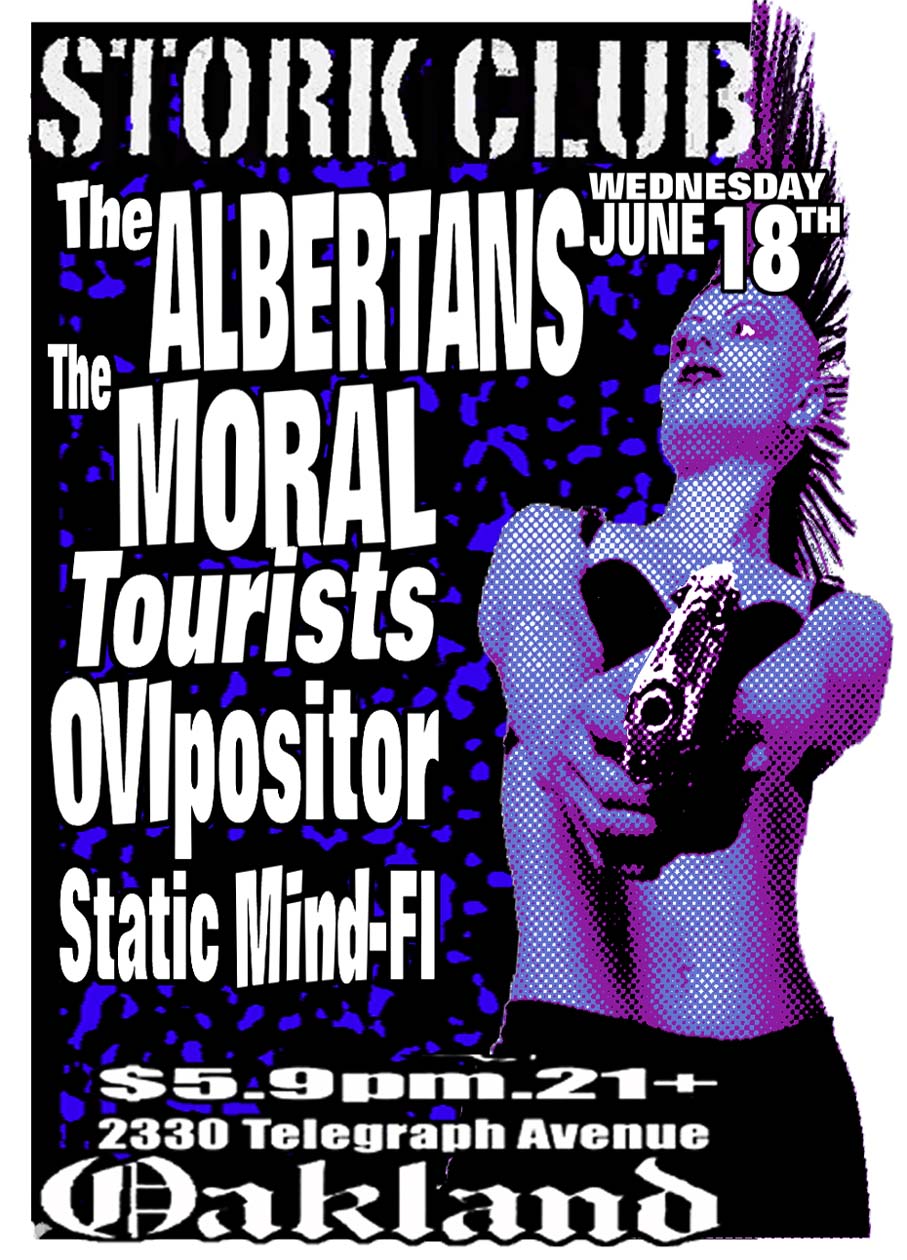 STORK CLUB
WEDNESDAY
JUNE 18TH
The ALBERTANS
The MORAL
Tourists
OVIpositor
Static Mind-FI
$5.9pm.21+
2330 Telegraph Avenue
Oakland